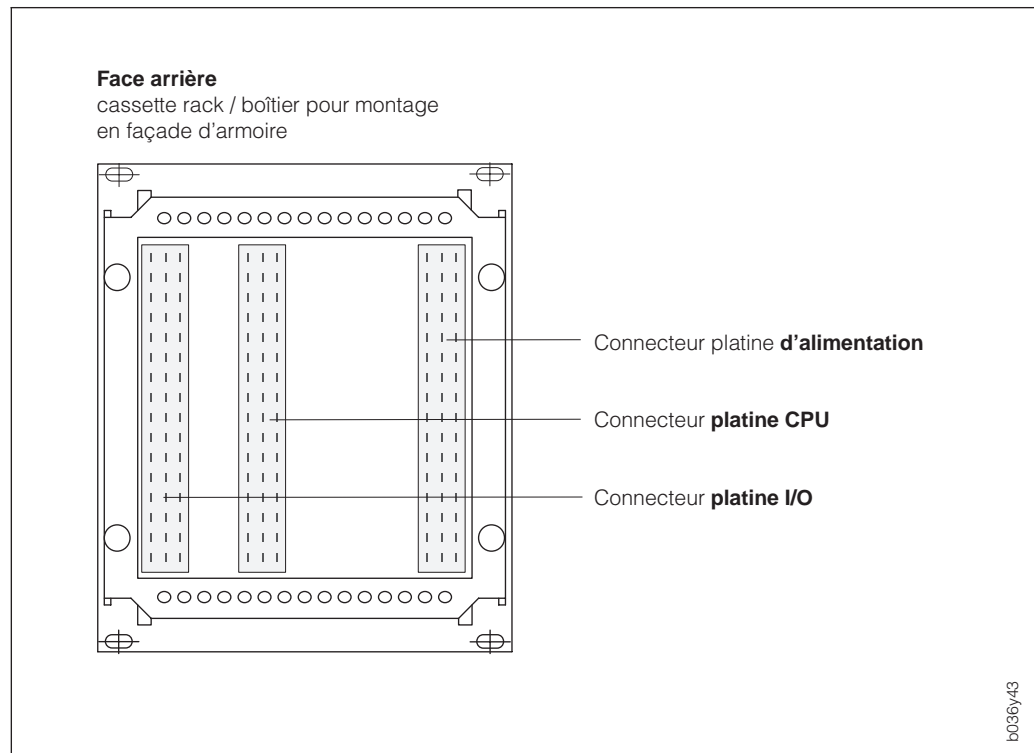 Face arrière
cassette rack / boîtier pour montage
en façade d'armoire
Connecteur platine d'alimentation
Connecteur platine CPU
Connecteur platine I/O
b036y43